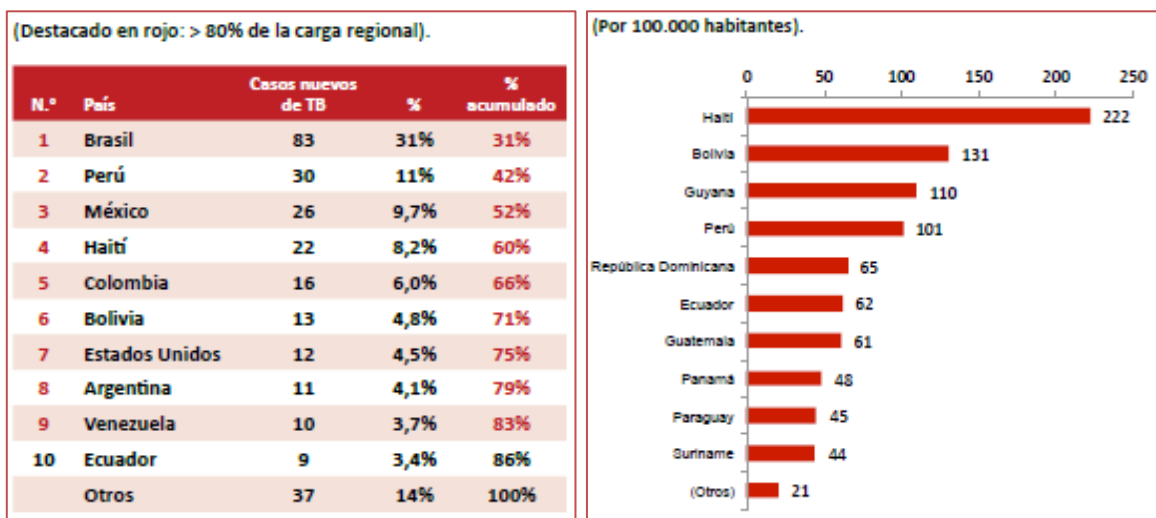 (Destacado en rojo: > 80% de la carga regional).
N.º País Casos nuevos de TB % % acumulado
1 Brasil 83 31% 31%
2 Perú 30 11% 42%
3 México 26 9,7% 52%
4 Haití 22 8,2% 60%
5 Colombia 16 6,0% 66%
6 Bolivia 13 4,8% 71%
7 Estados Unidos 12 4,5% 75%
8 Argentina 11 4,1% 79%
9 Venezuela 10 3,7% 83%
10 Ecuador 9 3,4% 86%
Otros 37 14% 100%
(Por 100.000 habitantes).
0 50 100 150 200 250
Haití 222
Bolivia 131
Guyana 110
Perú 101
República Dominicana 65
Ecuador 62
Guatemala 61
Panamá 48
Paraguay 45
Suriname 44
(Otros) 21